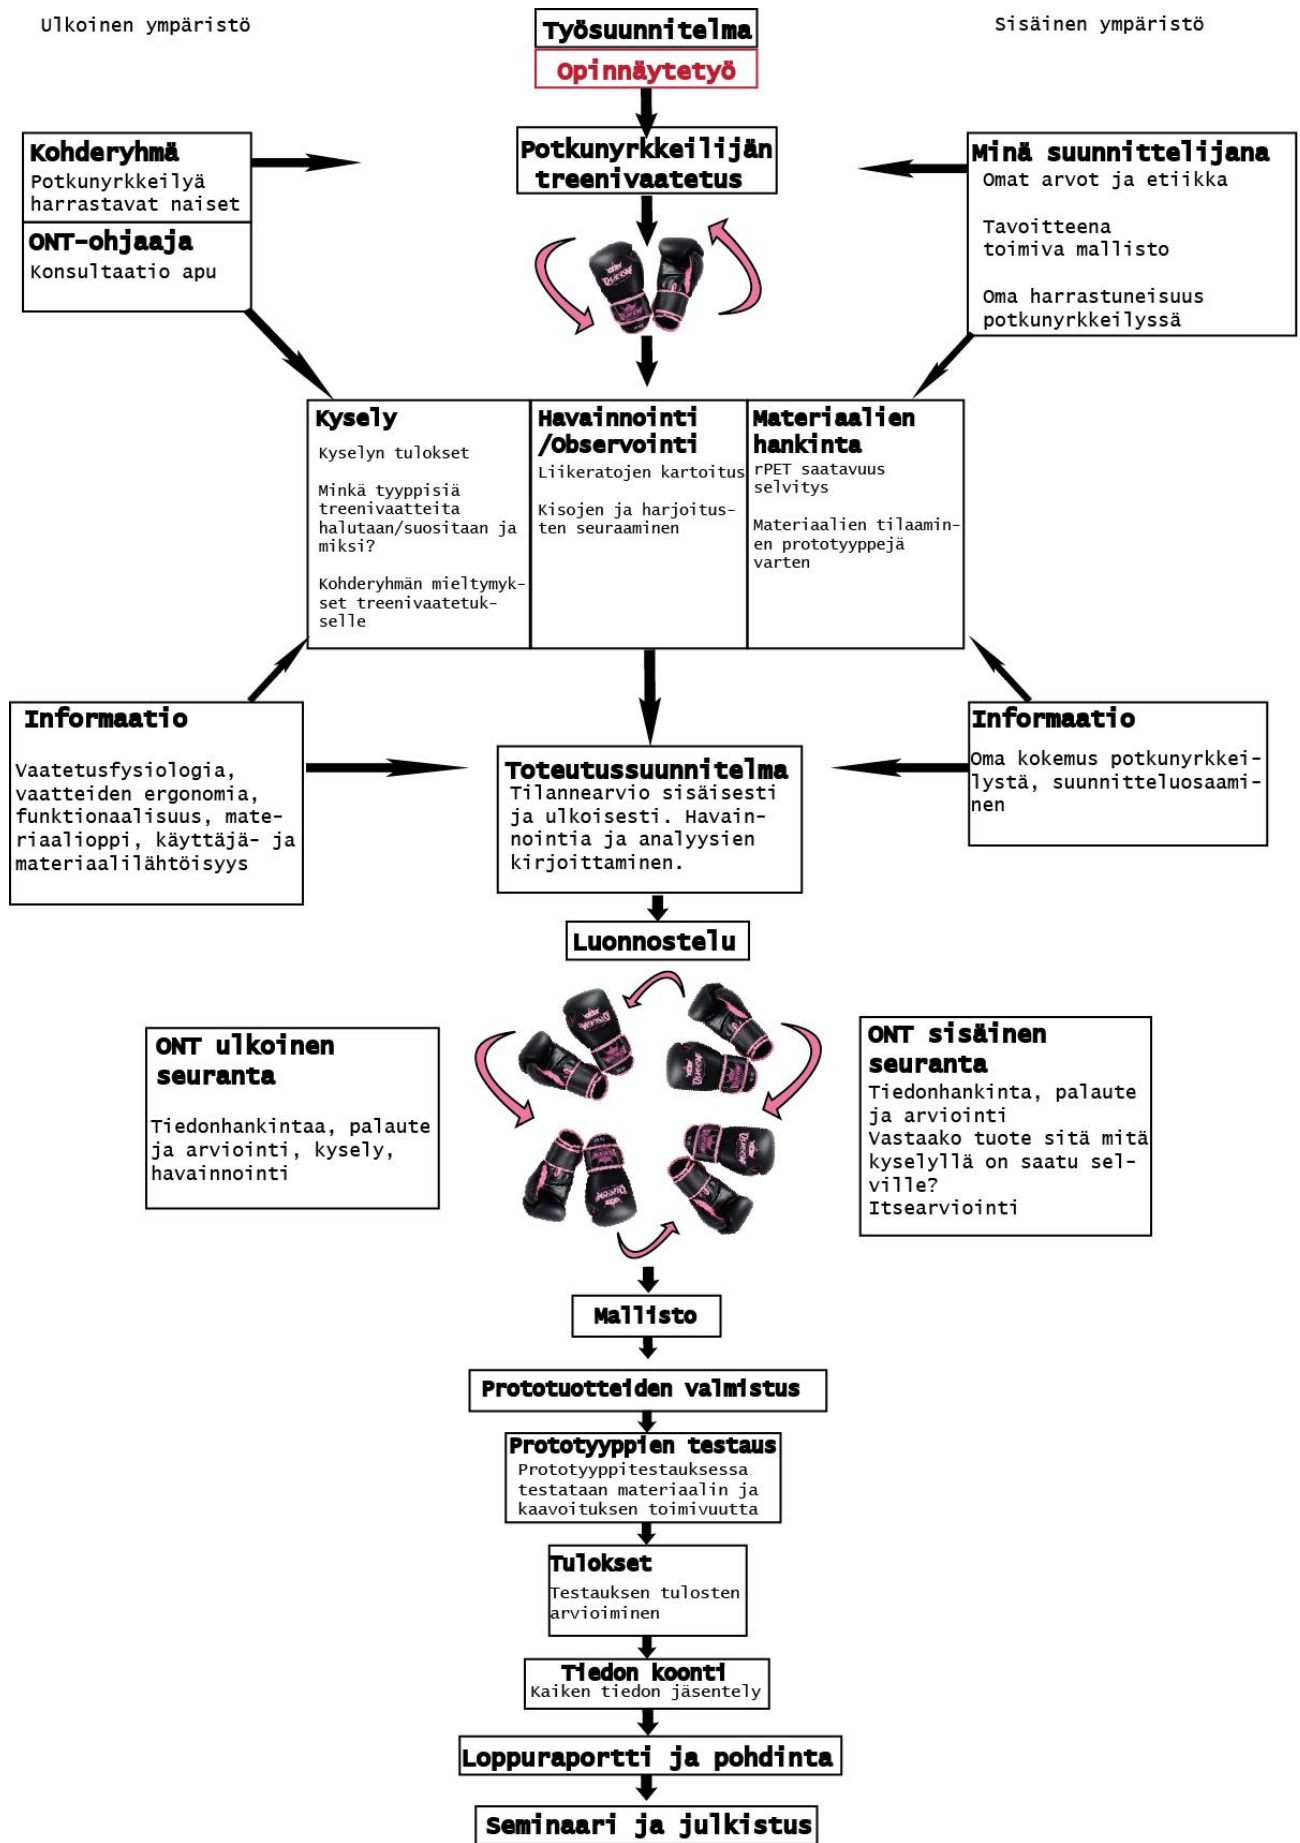 Ulkoinen ympäristö
Työsuunnitelma
Sisäinen ympäristö
Opinnäytetyö
Kohderyhmä
Potkunyrkkeilyä
harrastavat naiset
ONT-ohjaaja
Konsultaatio apu
Potkunyrkkeilijän
treenivaatetus
Minä suunnittelijana
Omat arvot ja etiikka
Tavoitteena
toimiva mallisto
Oma harrastuneisuus
potkunyrkkeilyssä
Kysely
Kyselyn tulokset
Minkä tyyppisiä
treenivaatteita
halutaan/suositaan ja
miksi?
Kohderyhmän mieltymyk-
set treenivaatetuk-
selle
Havainnointi
/Observointi
Liikeratojen kartoitus
Kisojen ja harjoitus-
ten seuraaminen
Materiaalien
hankinta
rPET saatavuus
selvitys
Materiaalien tilaamin-
en prototyyppejä
varten
Informaatio
Vaatetusfysiologia,
vaatteiden ergonomia,
funktionaalisuus, mate-
riaalioppi, käyttäjä- ja
materiaalilähtöisyys
Toteutussuunnitelma
Tilannearvio sisäisesti
ja ulkoisesti. Havain-
nointia ja analyysien
kirjoittaminen.
Informaatio
Oma kokemus potkunyrkkei-
lystä, suunnitteluosaami-
nen
Luonnostelu
ONT ulkoinen
seuranta
Tiedonhankintaa, palaute
ja arviointi, kysely,
havainnointi
ONT sisäinen
seuranta
Tiedonhankinta, palaute
ja arviointi
Vastaako tuote sitä mitä
kyselyllä on saatu sel-
ville?
Itsearviointi
Mallisto
Prototuotteiden valmistus
Prototyyppien testaus
Prototyyppitestauksessa
testataan materiaalin ja
kaavoituksen toimivuutta
Tulokset
Testauksen tulosten
arvioiminen
Tiedon koonti
Kaiken tiedon jäsentely
Loppuraportti ja pohdinta
Seminaari ja julkistus